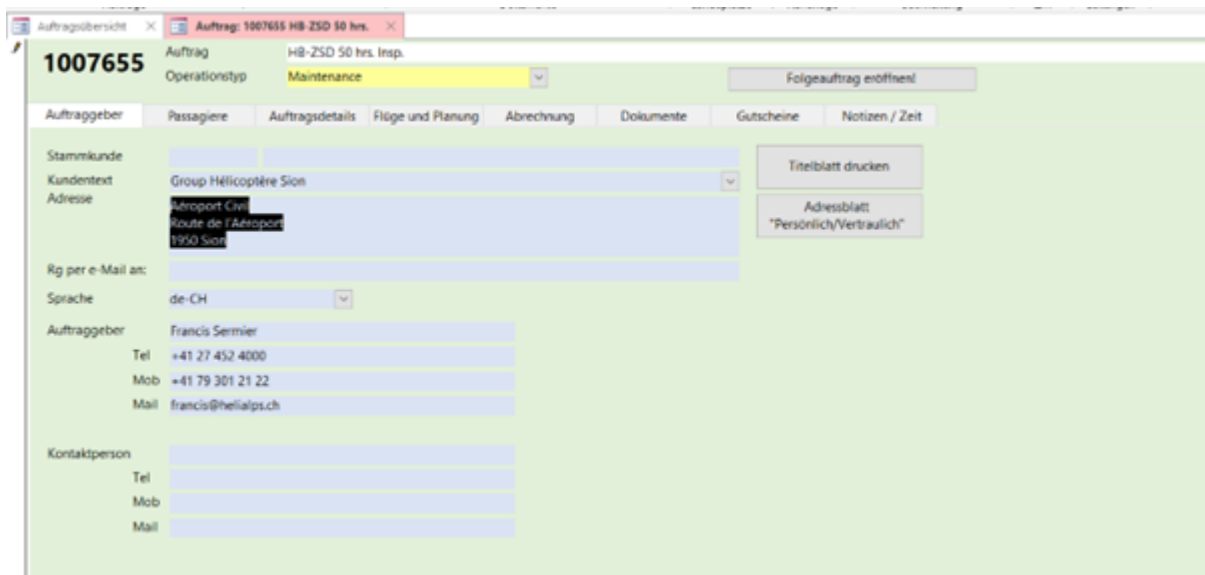 Auftragsübersicht
Auftrag: 1007655 HB-ZSD 50 hrs.
1007655
Auftrag HB-ZSD 50 hrs. Insp.
Operationstyp Maintenance
Folgeauftrag eröffnen!
Auftraggeber Passagiere Auftragsdetails Flüge und Planung Abrechnung Dokumente Gutscheine Notizen / Zeit
Stammkunde
Titelblatt drucken
Kundentext Group Hélicoptère Sion
Adresse Aéroport Civil
Route de l'Aéroport
1950 Sion
Adressblatt
"Persönlich/Vertraulich"
Rg per e-Mail an:
Sprache de-CH
Auftraggeber Francis Sermier
Tel +41 27 452 4000
Mob +41 79 301 21 22
Mail francis@helialps.ch
Kontaktperson
Tel
Mob
Mail